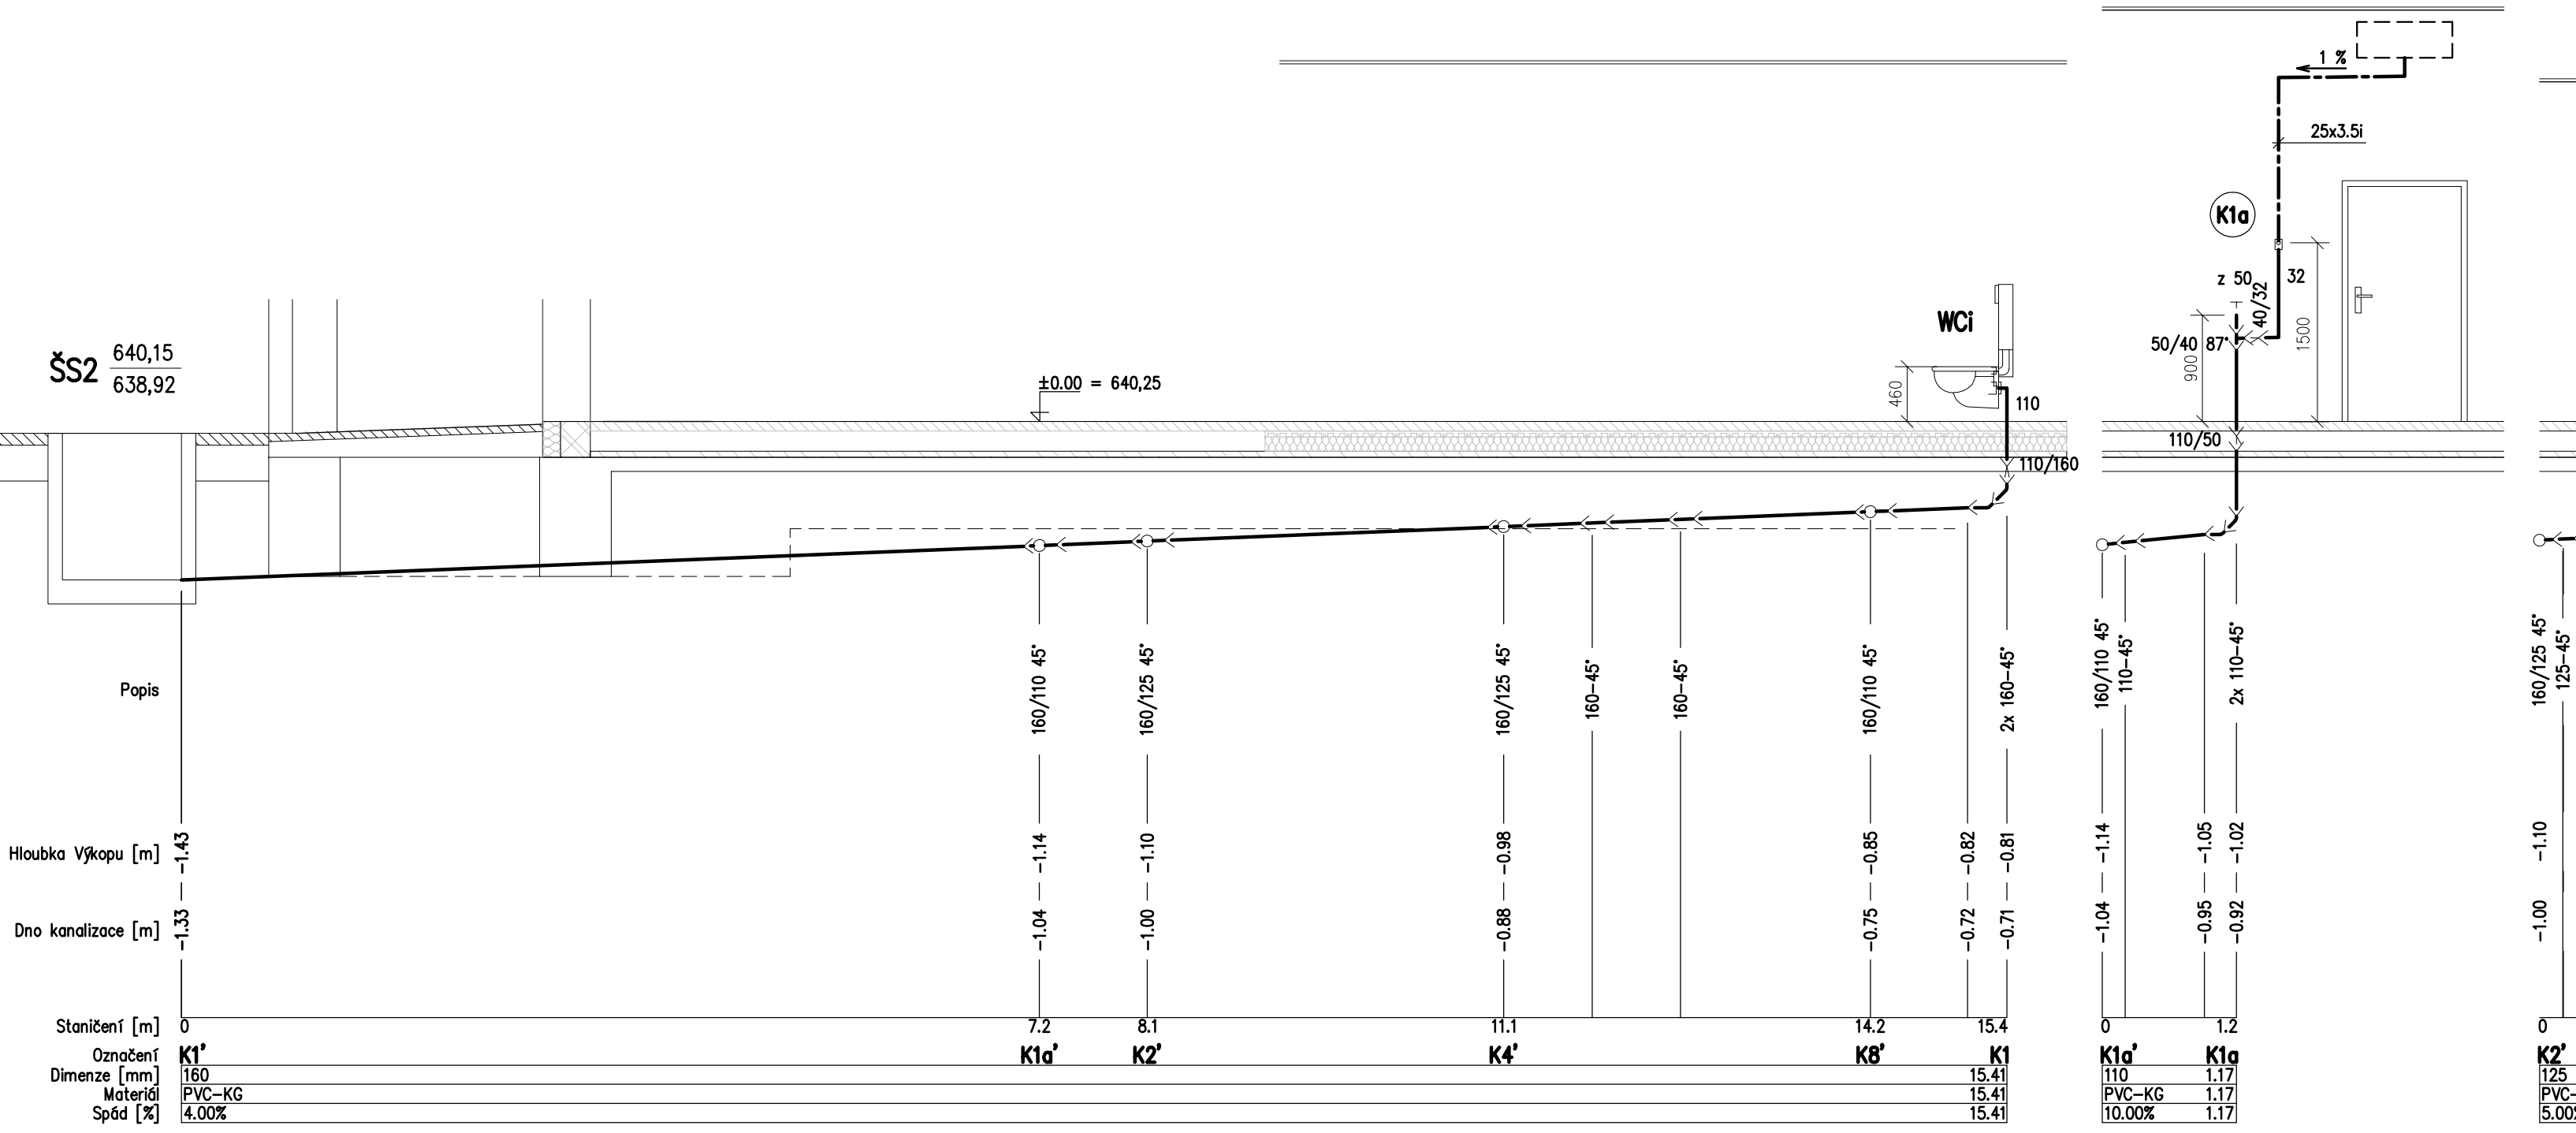 1 %
25x3.5i
K1a
z 50
32
40/32
50/40 87°
900
1500
WCi
ŠS2
640,15
638,92
±0.00 = 640,25
460
110
110/50
110/160
Popis
160/110 45°
160/125 45°
160/125 45°
160-45°
160-45°
160/110 45°
2x 160-45°
160/110 45°
110-45°
2x 110-45°
160/125 45°
125-45°
Hloubka Výkopu [m] -1.43 -1.14 -1.10 -0.98 -0.85 -0.82 -0.81 -1.14 -1.05 -1.02 -1.10
Dno kanalizace [m] -1.33 -1.04 -1.00 -0.88 -0.75 -0.72 -0.71 -1.04 -0.95 -0.92 -1.00
Staničení [m] 0 7.2 8.1 11.1 14.2 15.4 0 1.2 0
Označení K1' K1a' K2' K4' K8' K1 K1a' K1a K2'
Dimenze [mm] 160 15.41 110 1.17 125
Materiál PVC-KG 15.41 PVC-KG 1.17 PVC-
Spád [%] 4.00% 15.41 10.00% 1.17 5.00%